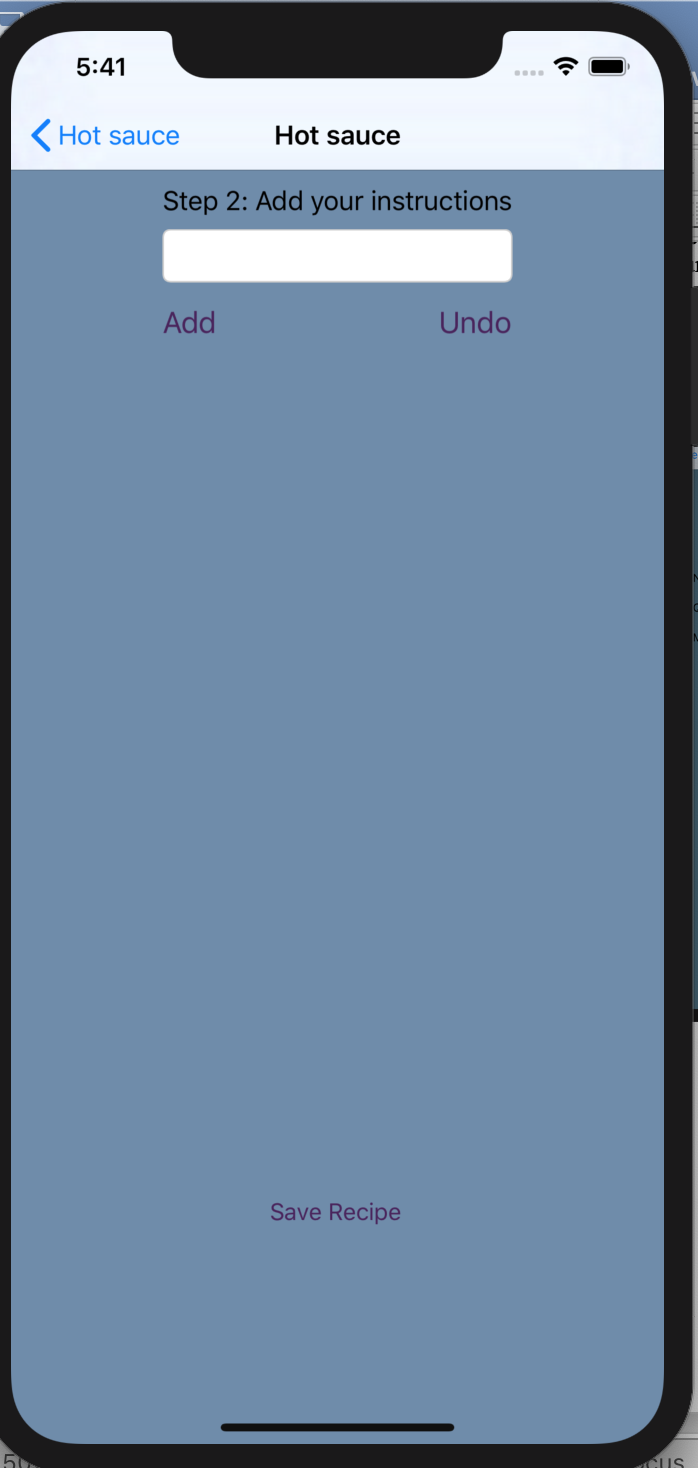 5:41
Hot sauce Hot sauce
Step 2: Add your instructions
Add Undo
Save Recipe